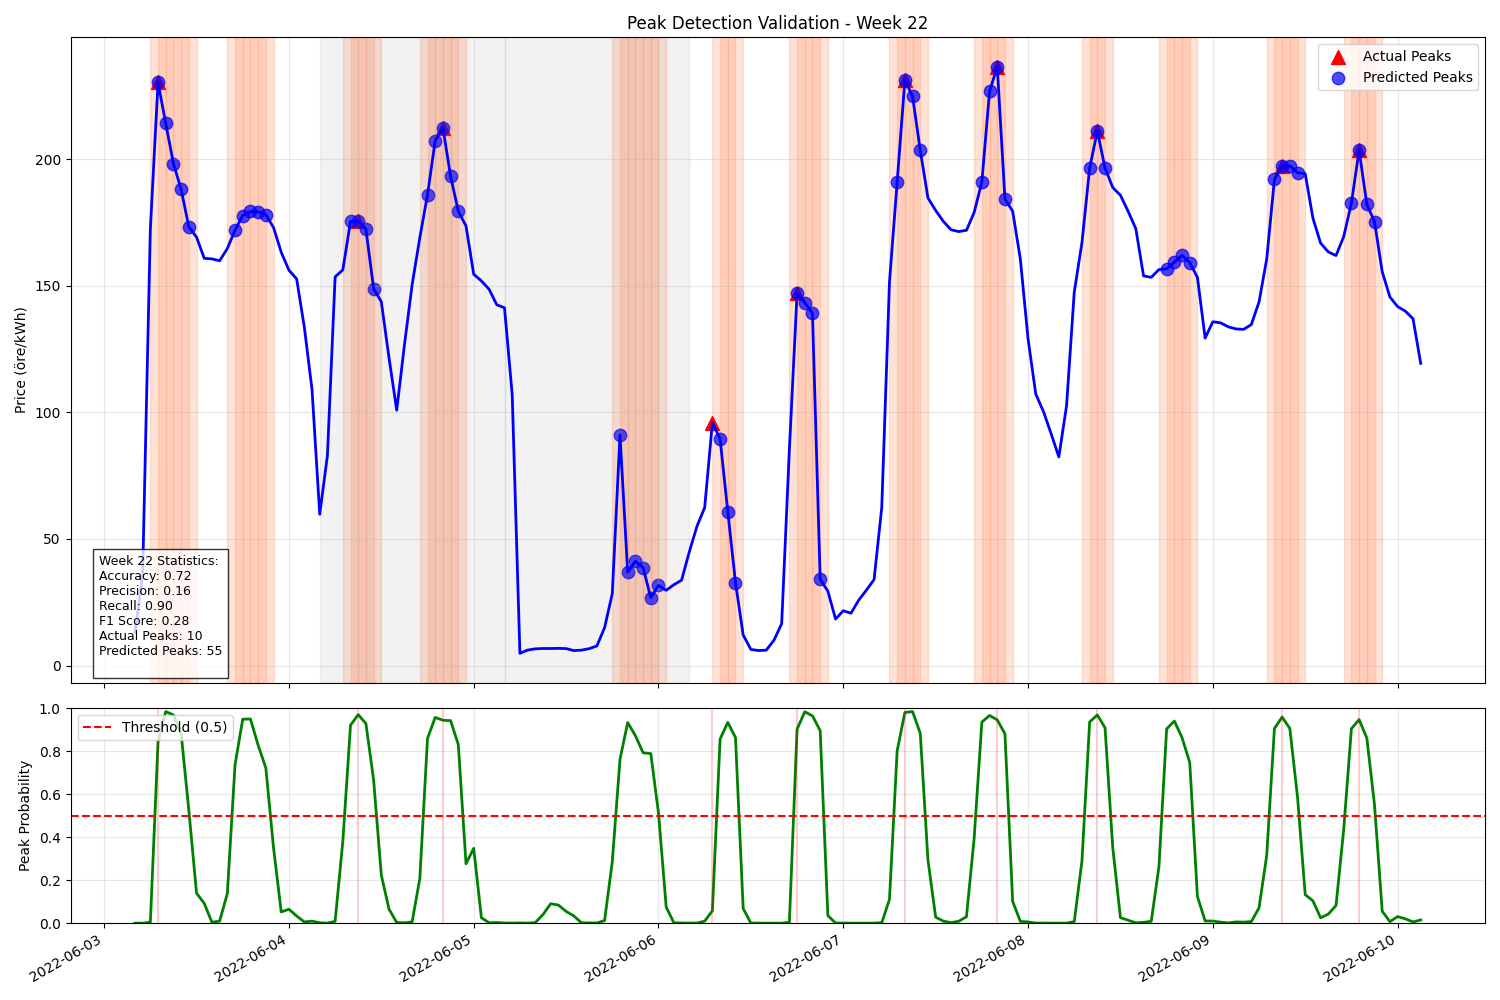 Peak Detection Validation - Week 22
Actual Peaks
Predicted Peaks
Price (öre/kWh)
200
150
100
50
0
Week 22 Statistics:
Accuracy: 0.72
Precision: 0.16
Recall: 0.90
F1 Score: 0.28
Actual Peaks: 10
Predicted Peaks: 55
Threshold (0.5)
Peak Probability
1.0
0.8
0.6
0.4
0.2
0.0
2022-06-03
2022-06-04
2022-06-05
2022-06-06
2022-06-07
2022-06-08
2022-06-09
2022-06-10